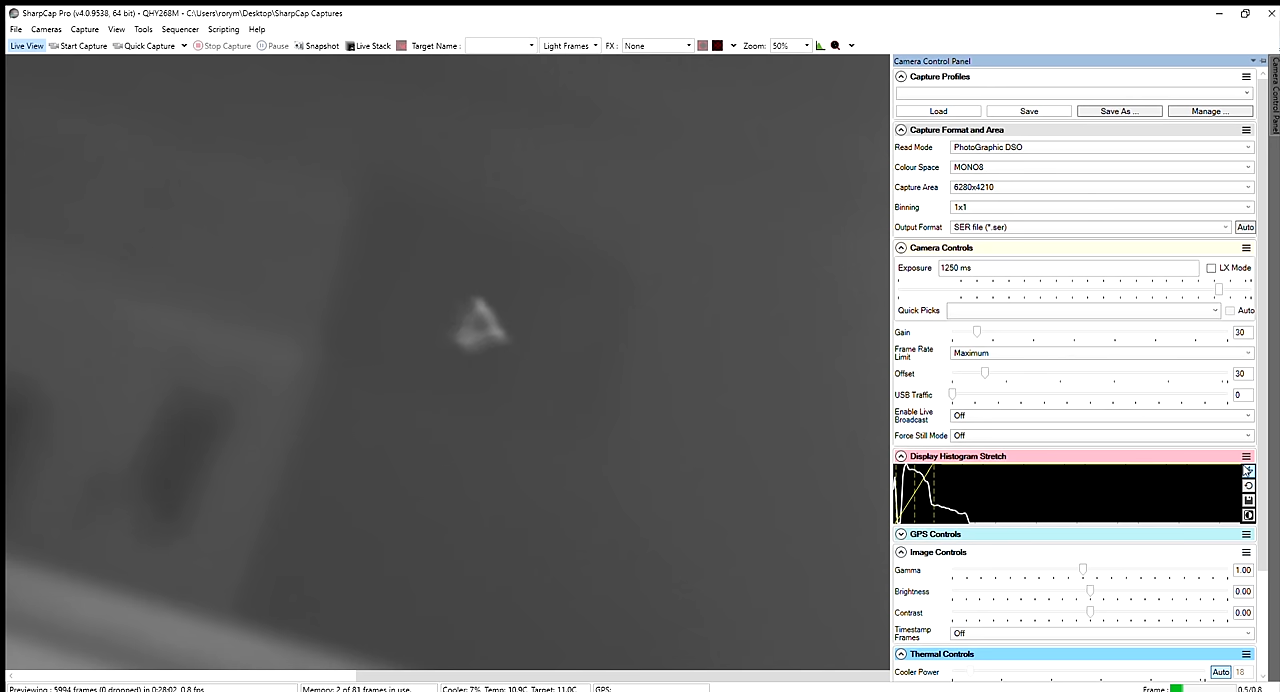 SharpCap Pro (v4.0.9538, 64 bit) - QHY268M - C:\Users\rorym\Desktop\SharpCap Captures
File Cameras Capture View Tools Sequencer Scripting Help
Live View Start Capture Quick Capture Stop Capture Pause Snapshot Live Stack Target Name : Light Frames FX : None Zoom: 50%
Camera Control Panel
Camera Control Panel
Capture Profiles
Load Save Save As ... Manage ...
Capture Format and Area
Read Mode PhotoGraphic DSO
Colour Space MONO8
Capture Area 6280x4210
Binning 1x1
Output Format SER file (*.ser) Auto
Camera Controls
Exposure 1250 ms LX Mode
Quick Picks Auto
Gain 30
Frame Rate Limit Maximum
Offset 30
USB Traffic 0
Enable Live Broadcast Off
Force Still Mode Off
Display Histogram Stretch
GPS Controls
Image Controls
Gamma 1.00
Brightness 0.00
Contrast 0.00
Timestamp Frames Off
Thermal Controls
Cooler Power Auto 18
Previewing : 5994 frames (0 dropped) in 0:28:02, 0.8 fps Memory: 2 of 81 frames in use. Cooler: 7%, Temp: 10.9C, Target: 11.0C GPS: Frame : 0.5/0.8